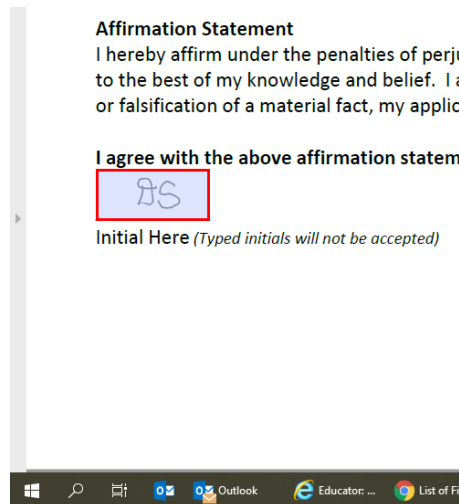 Affirmation Statement
I hereby affirm under the penalties of perju
to the best of my knowledge and belief. I a
or falsification of a material fact, my applic
I agree with the above affirmation statem
DS
Initial Here (Typed initials will not be accepted)
Outlook
Educator: ...
List of Fi